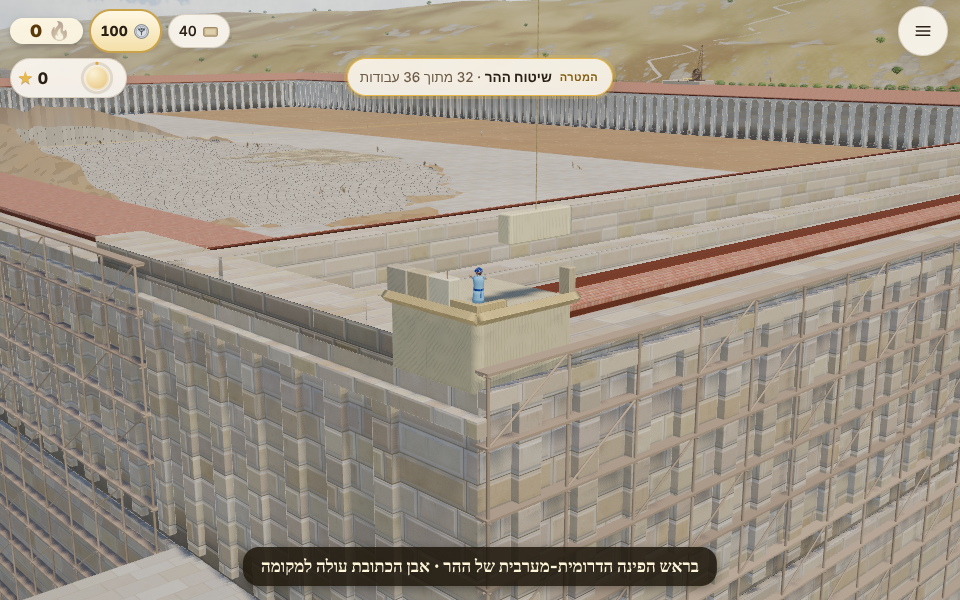 0
100
40
0
המטרה שיטוח ההר · 32 מתוך 36 עבודות
בראש הפינה הדרומית-מערבית של ההר · אבן הכתובת עולה למקומה